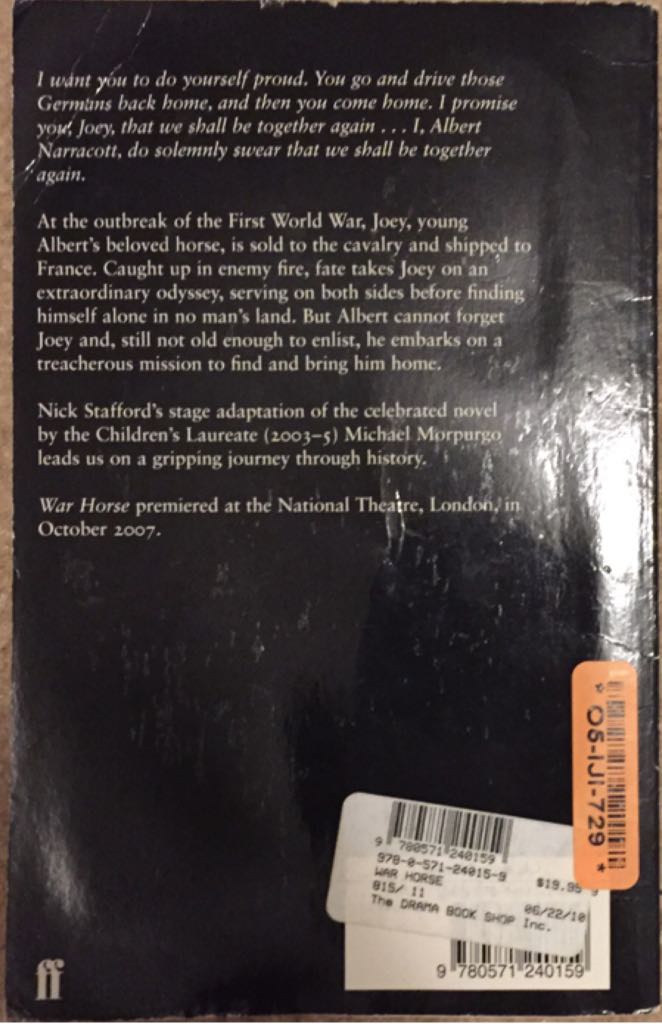 I want you to do yourself proud. You go and drive those
Germans back home, and then you come home. I promise
you, Joey, that we shall be together again . . . I, Albert
Narracott, do solemnly swear that we shall be together
again.
At the outbreak of the First World War, Joey, young
Albert's beloved horse, is sold to the cavalry and shipped to
France. Caught up in enemy fire, fate takes Joey on an
extraordinary odyssey, serving on both sides before finding
himself alone in no man's land. But Albert cannot forget
Joey and, still not old enough to enlist, he embarks on a
treacherous mission to find and bring him home.
Nick Stafford's stage adaptation of the celebrated novel
by the Children's Laureate (2003–5) Michael Morpurgo
leads us on a gripping journey through history.
War Horse premiered at the National Theatre, London, in
October 2007.
* O5-IJI-729 *
9 780571 240159
978-0-571-24015-9 $19.95
WAR HORSE
815/ 11 06/22/10
The DRAMA BOOK SHOP Inc.
9 780571 240159
ff